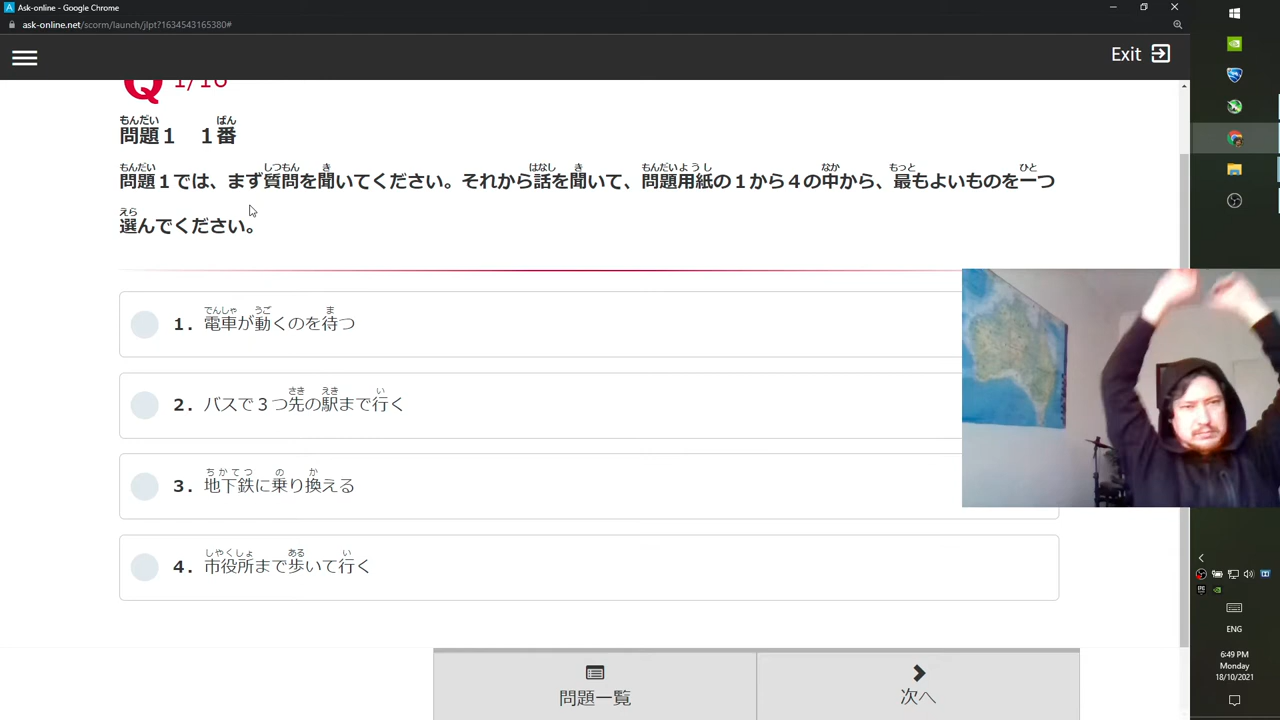 Ask-online - Google Chrome
ask-online.net/scorm/launch/jlpt?1634543165380#
Exit
Q 1/18
もんだい ばん
問題１ １番
もんだい しつもん き はなし き もんだいようし なか もっと ひと
問題１では、まず質問を聞いてください。それから話を聞いて、問題用紙の１から４の中から、最もよいものを一つ
えら
選んでください。
でんしゃ うご ま
1. 電車が動くのを待つ
さき えき い
2. バスで３つ先の駅まで行く
ちかてつ の か
3. 地下鉄に乗り換える
しやくしょ ある い
4. 市役所まで歩いて行く
問題一覧
次へ
ENG
6:49 PM
Monday
18/10/2021